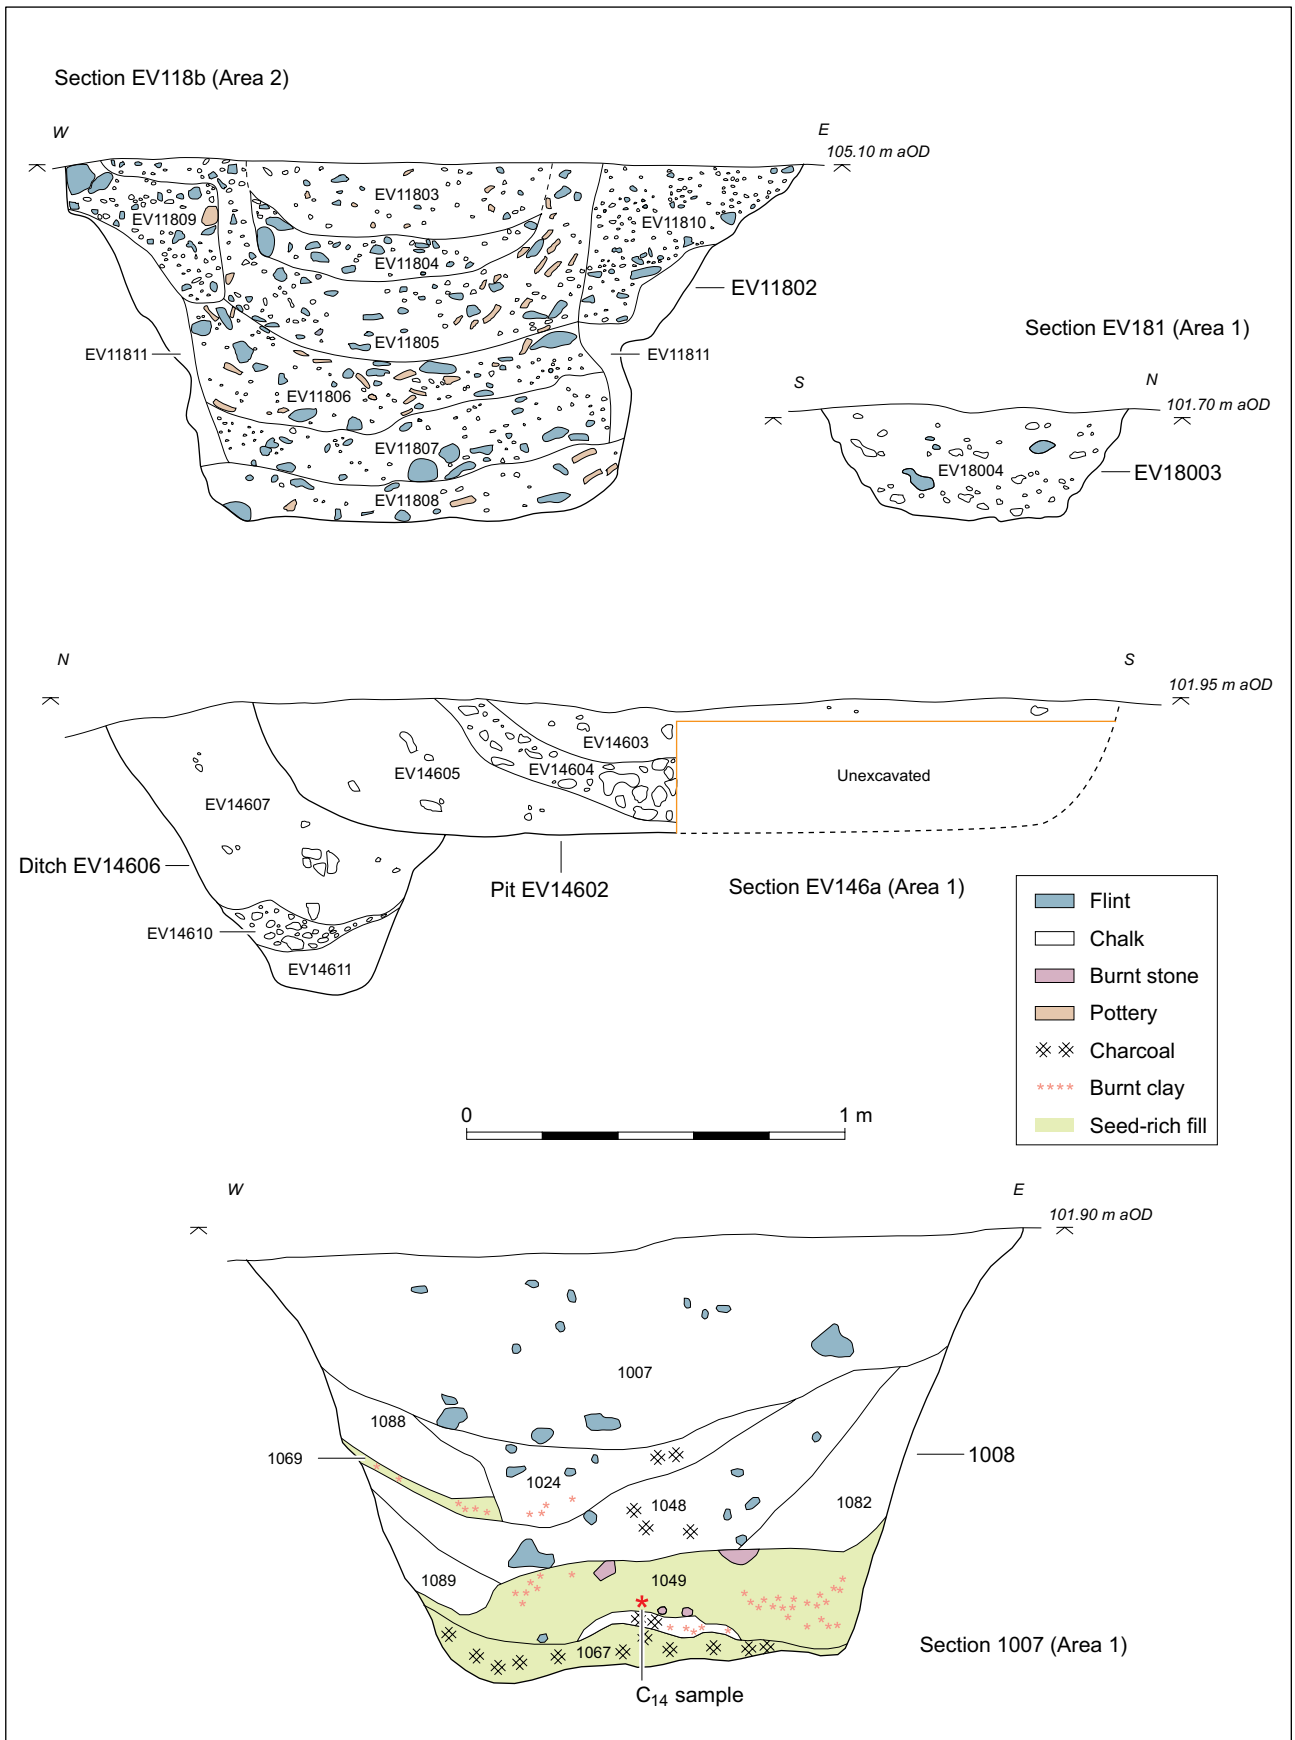 Section EV118b (Area 2)
W
E
105.10 m aOD
EV11803
EV11809
EV11810
EV11804
EV11802
EV11805
EV11811
EV11811
EV11806
EV11807
EV11808
Section EV181 (Area 1)
S
N
101.70 m aOD
EV18004
EV18003
N
S
101.95 m aOD
EV14603
EV14604
EV14605
Unexcavated
EV14607
Ditch EV14606
Pit EV14602
Section EV146a (Area 1)
EV14610
EV14611
Flint
Chalk
Burnt stone
Pottery
Charcoal
Burnt clay
Seed-rich fill
0
1 m
W
E
101.90 m aOD
1007
1088
1069
1024
1008
1048
1082
1089
1049
1067
Section 1007 (Area 1)
C₁₄ sample